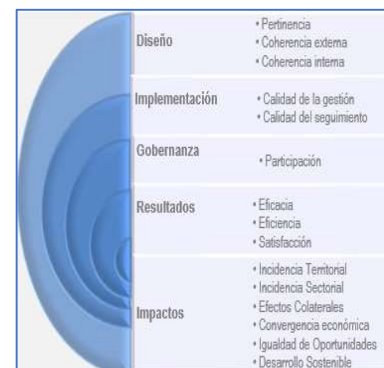 Diseño
• Pertinencia
• Coherencia externa
• Coherencia interna
Implementación
• Calidad de la gestión
• Calidad del seguimiento
Gobernanza
• Participación
Resultados
• Eficacia
• Eficiencia
• Satisfacción
Impactos
• Incidencia Territorial
• Incidencia Sectorial
• Efectos Colaterales
• Convergencia económica
• Igualdad de Oportunidades
• Desarrollo Sostenible